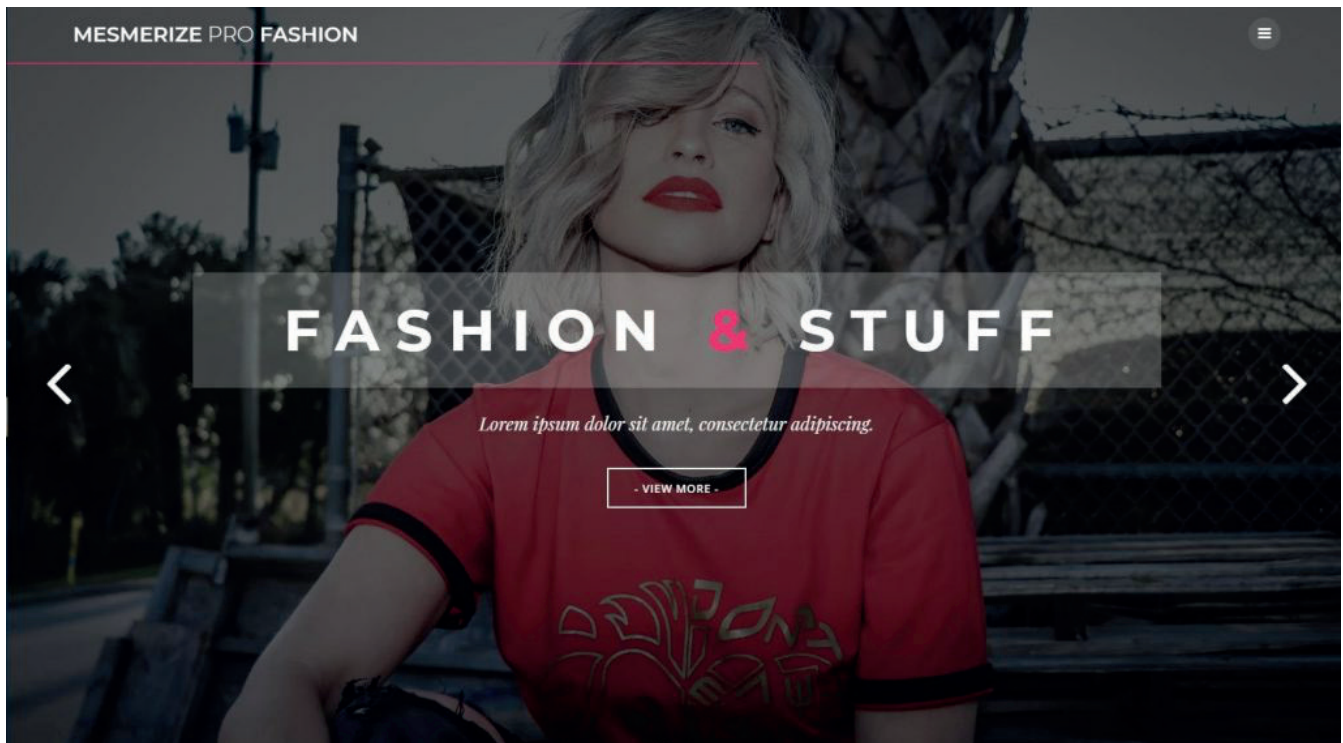 MESMERIZE PRO FASHION
FASHION & STUFF
Lorem ipsum dolor sit amet, consectetur adipiscing.
- VIEW MORE -